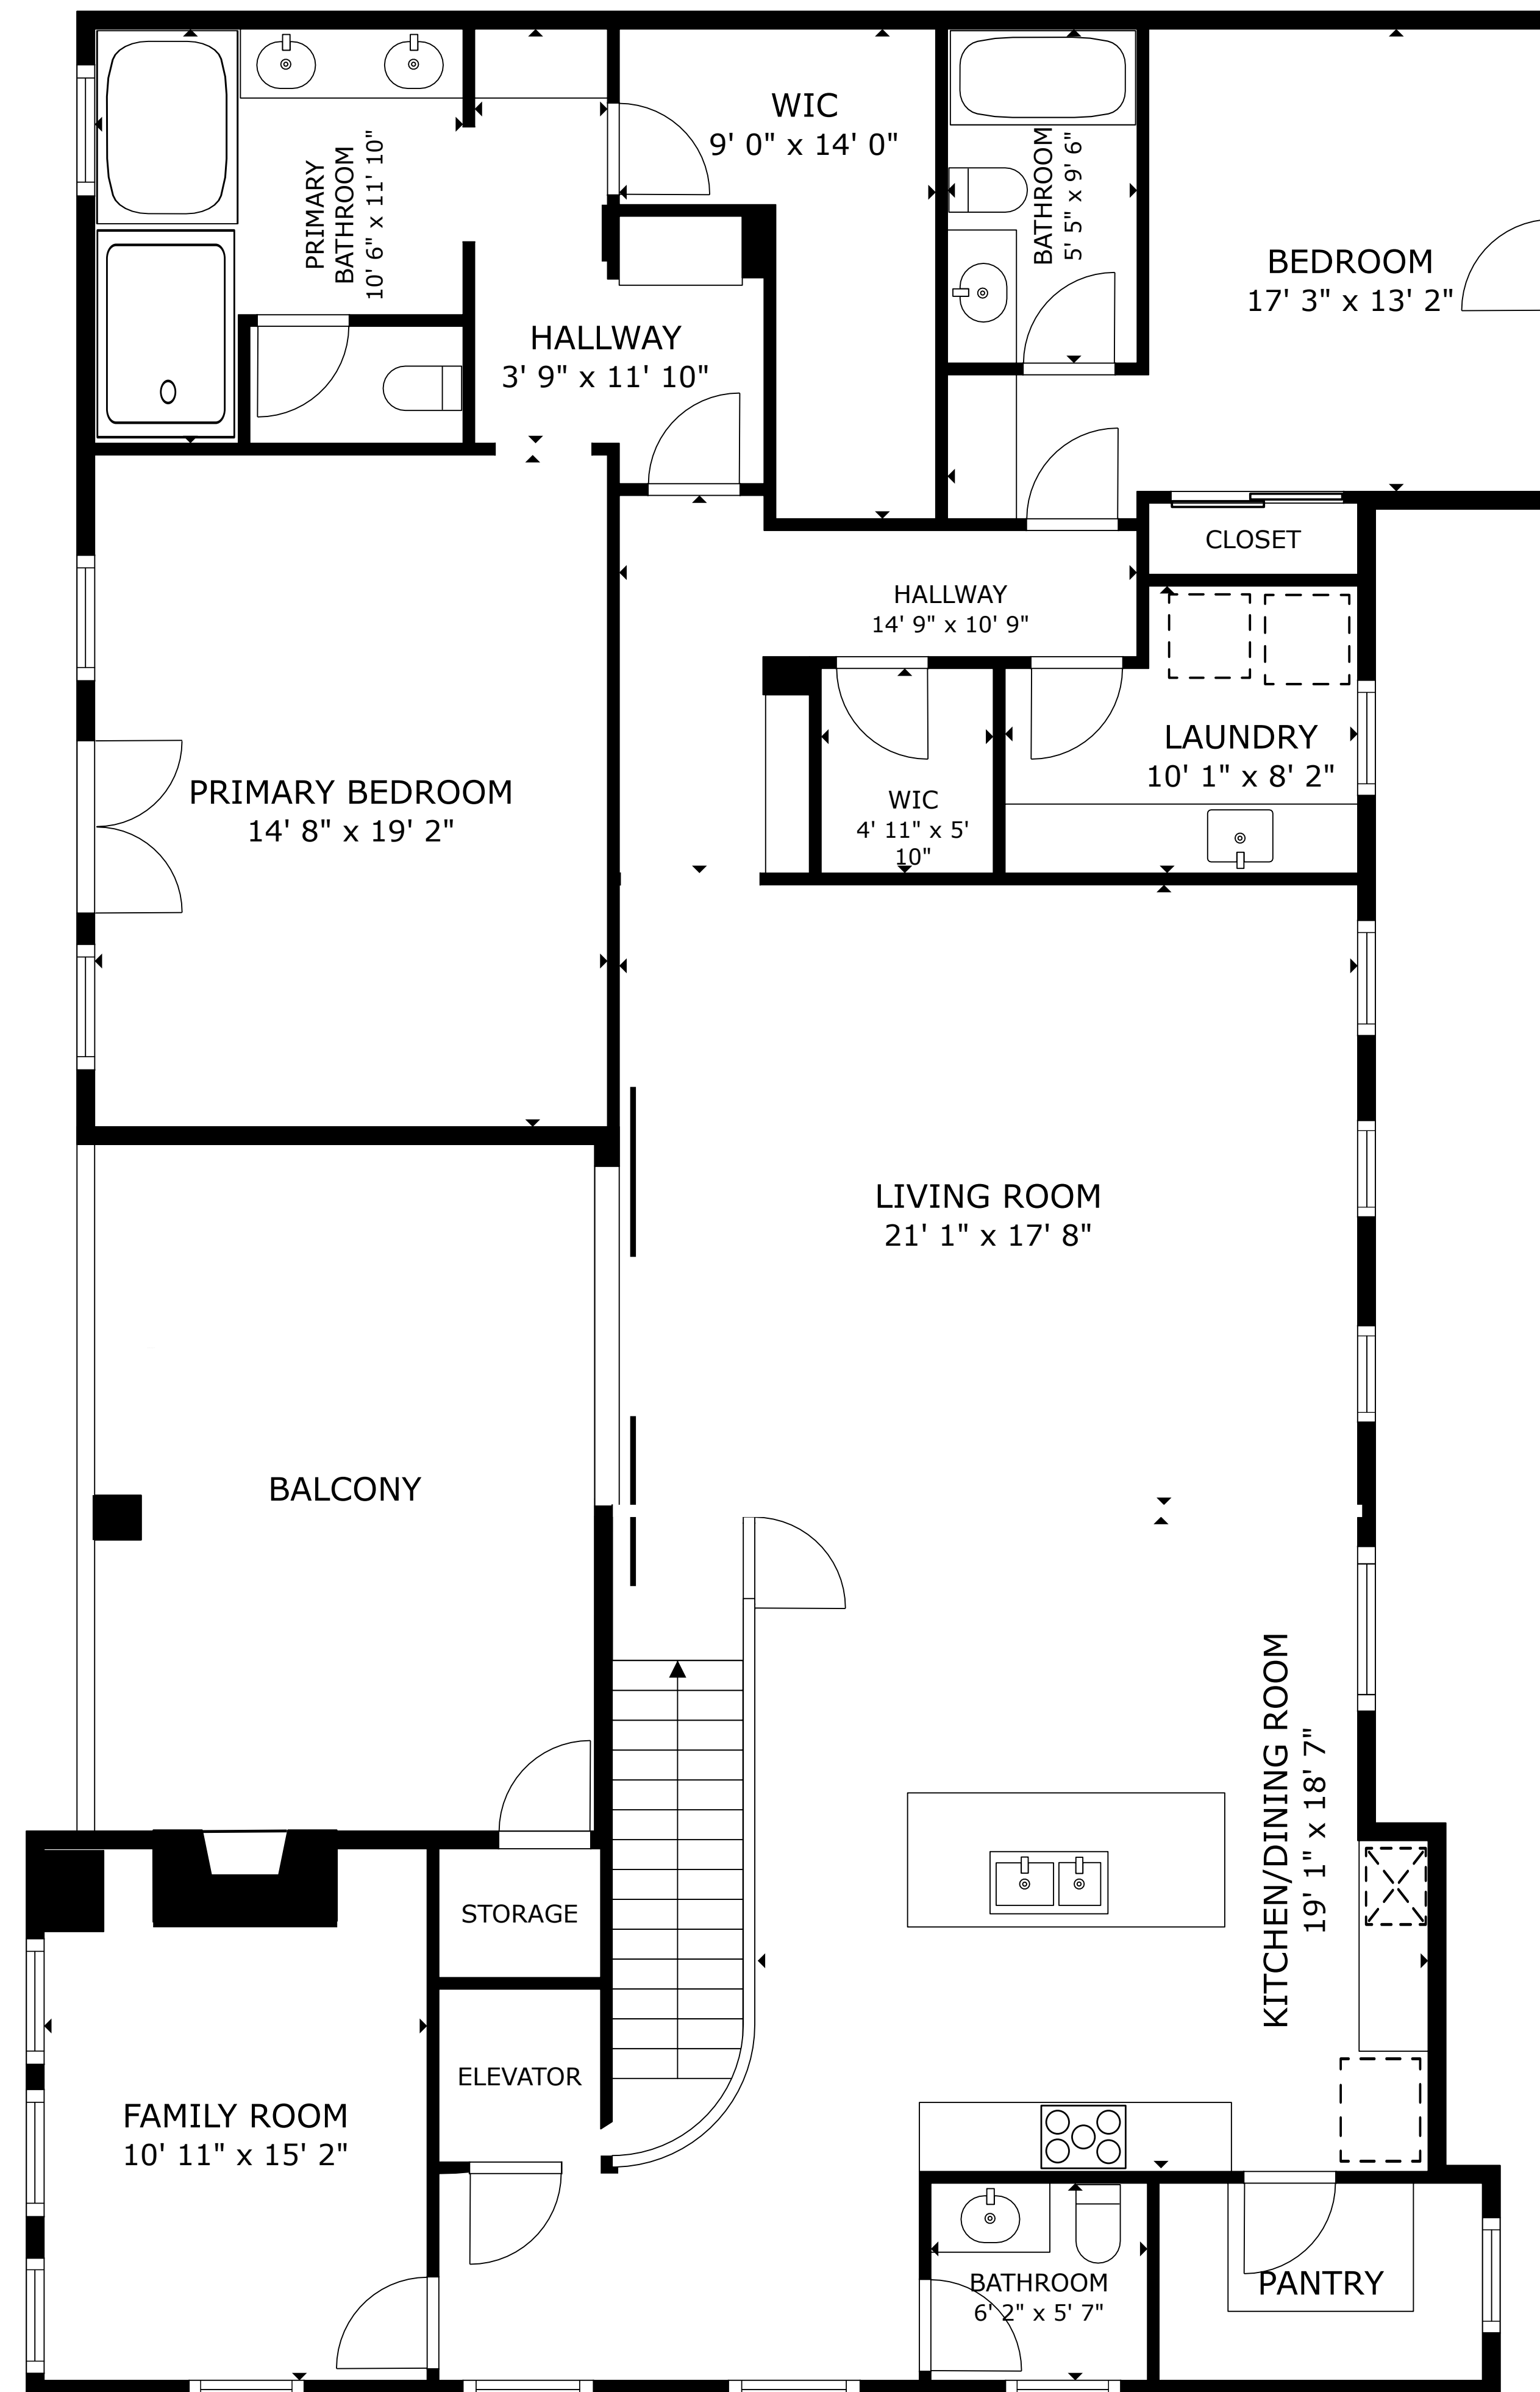 WIC
9' 0" x 14' 0"
PRIMARY
BATHROOM
10' 6" x 11' 10"
BATHROOM
5' 5" x 9' 6"
BEDROOM
17' 3" x 13' 2"
HALLWAY
3' 9" x 11' 10"
CLOSET
HALLWAY
14' 9" x 10' 9"
LAUNDRY
10' 1" x 8' 2"
PRIMARY BEDROOM
14' 8" x 19' 2"
WIC
4' 11" x 5'
10"
LIVING ROOM
21' 1" x 17' 8"
BALCONY
KITCHEN/DINING ROOM
19' 1" x 18' 7"
STORAGE
ELEVATOR
FAMILY ROOM
10' 11" x 15' 2"
BATHROOM
6' 2" x 5' 7"
PANTRY